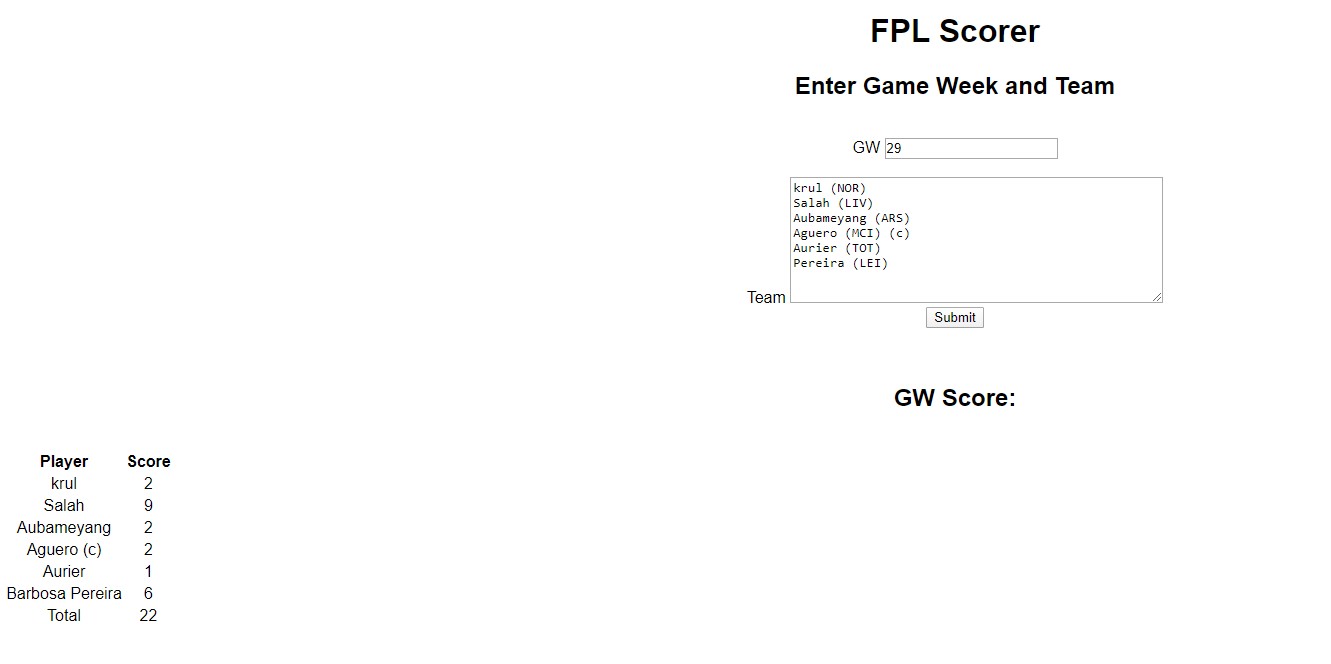 FPL Scorer
Enter Game Week and Team
GW 29
krul (NOR)
Salah (LIV)
Aubameyang (ARS)
Aguero (MCI) (c)
Aurier (TOT)
Pereira (LEI)
Team
Submit
GW Score:
Player Score
krul 2
Salah 9
Aubameyang 2
Aguero (c) 2
Aurier 1
Barbosa Pereira 6
Total 22